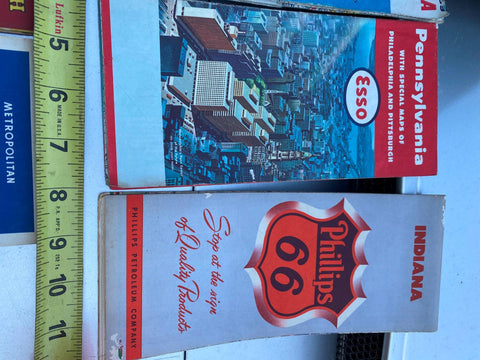 Lufkin
5
6
MADE IN U.S.A.
7
8
9
10
11
METROPOLITAN
Pennsylvania
WITH SPECIAL MAPS OF
PHILADELPHIA AND PITTSBURGH
ESSO
INDIANA
Phillips
66
Stop at the sign
of Quality Products
PHILLIPS PETROLEUM COMPANY